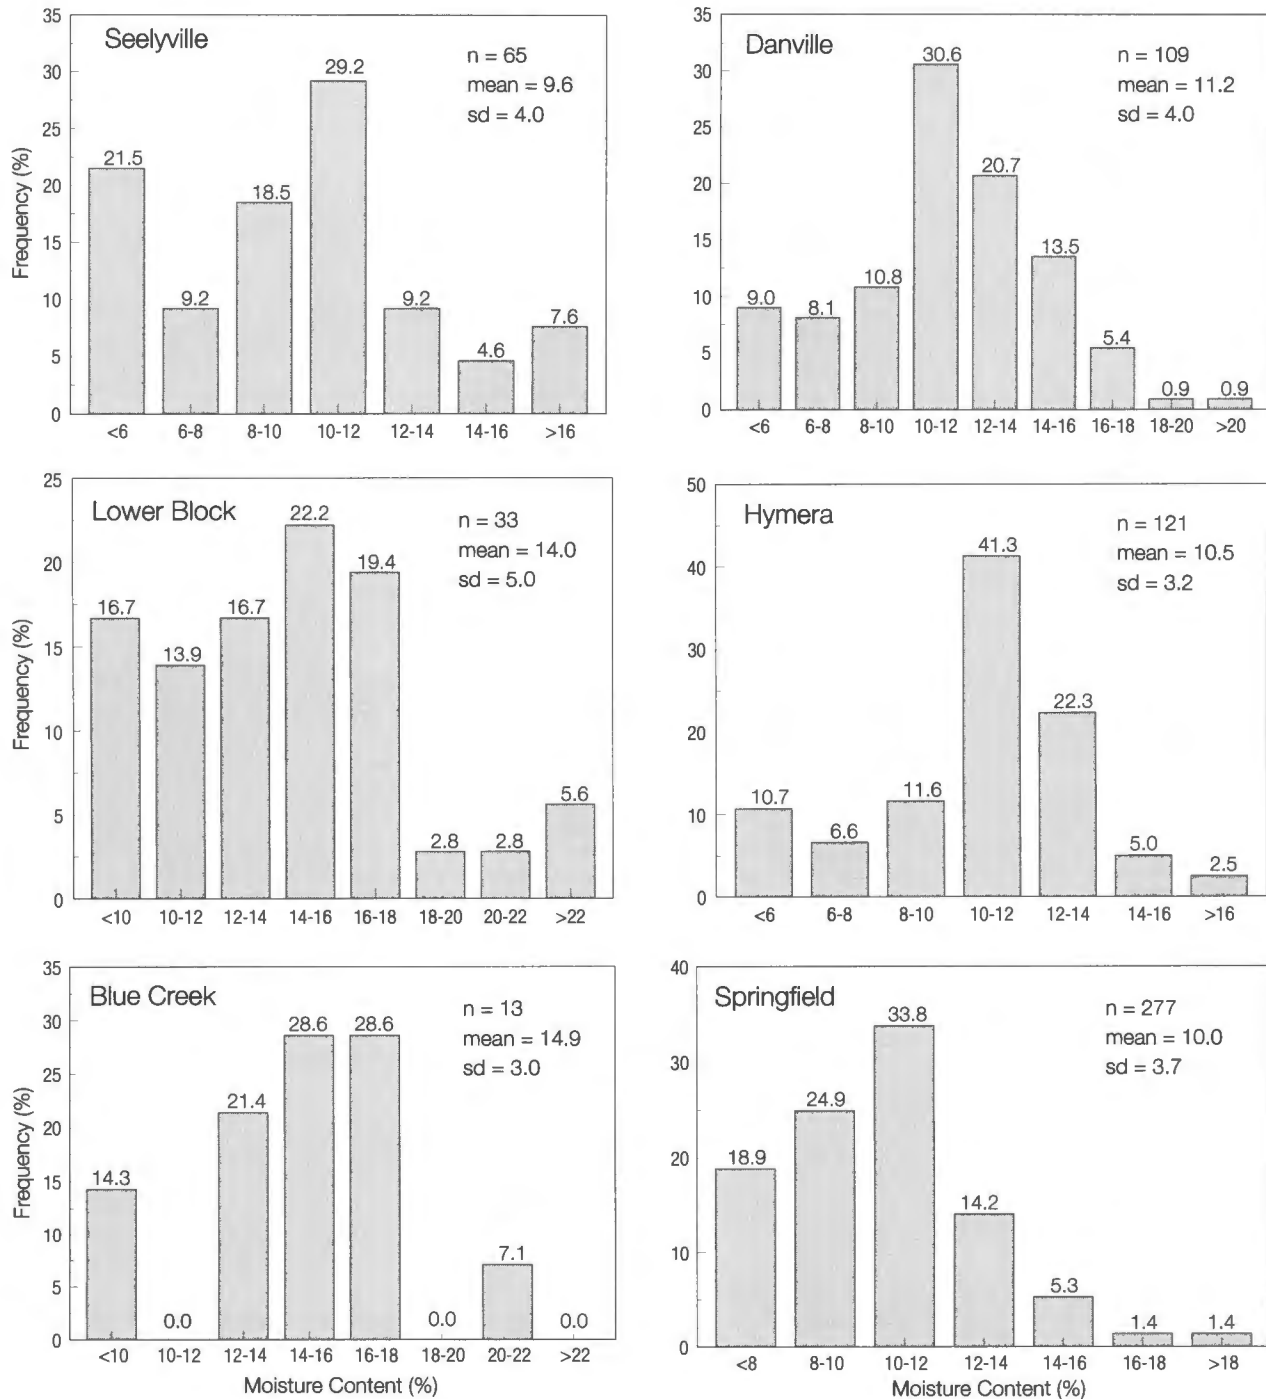 Seelyville
n = 65
mean = 9.6
sd = 4.0
Frequency (%)
35
30
25
20
15
10
5
0
21.5
9.2
18.5
29.2
9.2
4.6
7.6
<6 6-8 8-10 10-12 12-14 14-16 >16
Danville
n = 109
mean = 11.2
sd = 4.0
35
30
25
20
15
10
5
0
9.0
8.1
10.8
30.6
20.7
13.5
5.4
0.9
0.9
<6 6-8 8-10 10-12 12-14 14-16 16-18 18-20 >20
Lower Block
n = 33
mean = 14.0
sd = 5.0
Frequency (%)
25
20
15
10
5
0
16.7
13.9
16.7
22.2
19.4
2.8
2.8
5.6
<10 10-12 12-14 14-16 16-18 18-20 20-22 >22
Hymera
n = 121
mean = 10.5
sd = 3.2
50
40
30
20
10
0
10.7
6.6
11.6
41.3
22.3
5.0
2.5
<6 6-8 8-10 10-12 12-14 14-16 >16
Blue Creek
n = 13
mean = 14.9
sd = 3.0
Frequency (%)
35
30
25
20
15
10
5
0
14.3
0.0
21.4
28.6
28.6
0.0
7.1
0.0
<10 10-12 12-14 14-16 16-18 18-20 20-22 >22
Moisture Content (%)
Springfield
n = 277
mean = 10.0
sd = 3.7
40
30
20
10
0
18.9
24.9
33.8
14.2
5.3
1.4
1.4
<8 8-10 10-12 12-14 14-16 16-18 >18
Moisture Content (%)